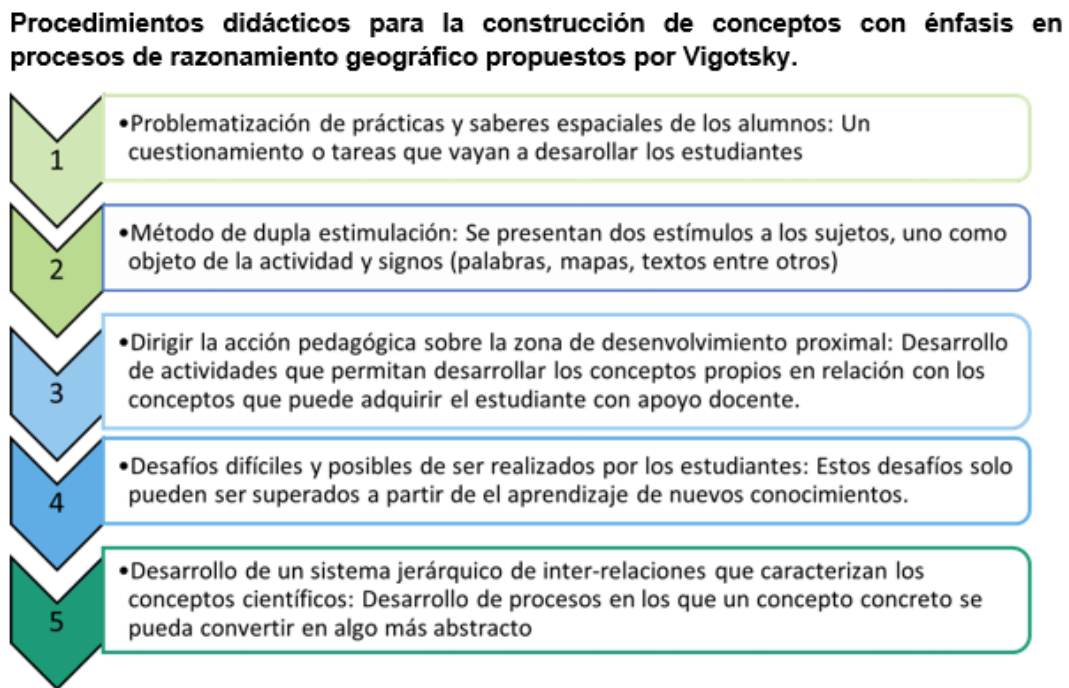 Procedimientos didácticos para la construcción de conceptos con énfasis en
procesos de razonamiento geográfico propuestos por Vigotsky.
1
•Problematización de prácticas y saberes espaciales de los alumnos: Un
cuestionamiento o tareas que vayan a desarollar los estudiantes
2
•Método de dupla estimulación: Se presentan dos estímulos a los sujetos, uno como
objeto de la actividad y signos (palabras, mapas, textos entre otros)
3
•Dirigir la acción pedagógica sobre la zona de desenvolvimiento proximal: Desarrollo
de actividades que permitan desarrollar los conceptos propios en relación con los
conceptos que puede adquirir el estudiante con apoyo docente.
4
•Desafíos difíciles y posibles de ser realizados por los estudiantes: Estos desafíos solo
pueden ser superados a partir de el aprendizaje de nuevos conocimientos.
5
•Desarrollo de un sistema jerárquico de inter-relaciones que caracterizan los
conceptos científicos: Desarrollo de procesos en los que un concepto concreto se
pueda convertir en algo más abstracto